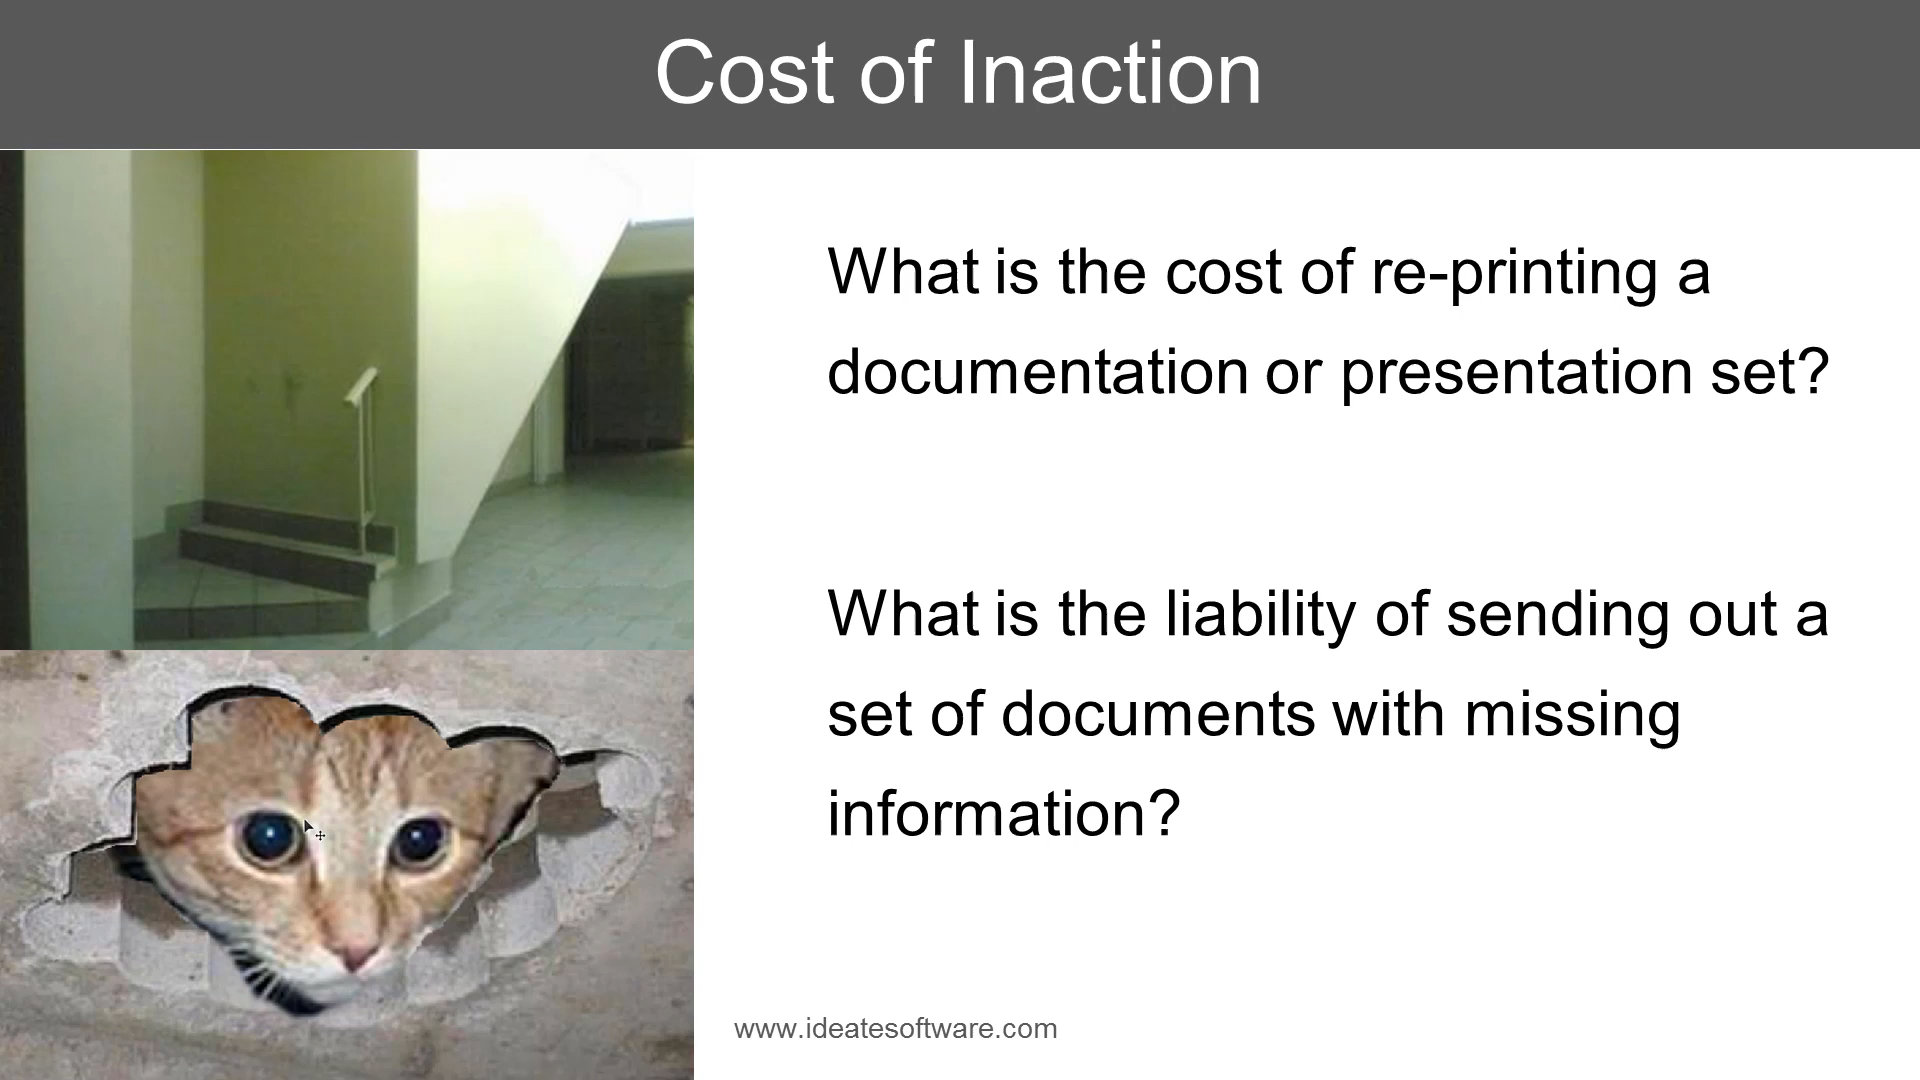 Cost of Inaction
What is the cost of re-printing a
documentation or presentation set?
What is the liability of sending out a
set of documents with missing
information?
www.ideatesoftware.com